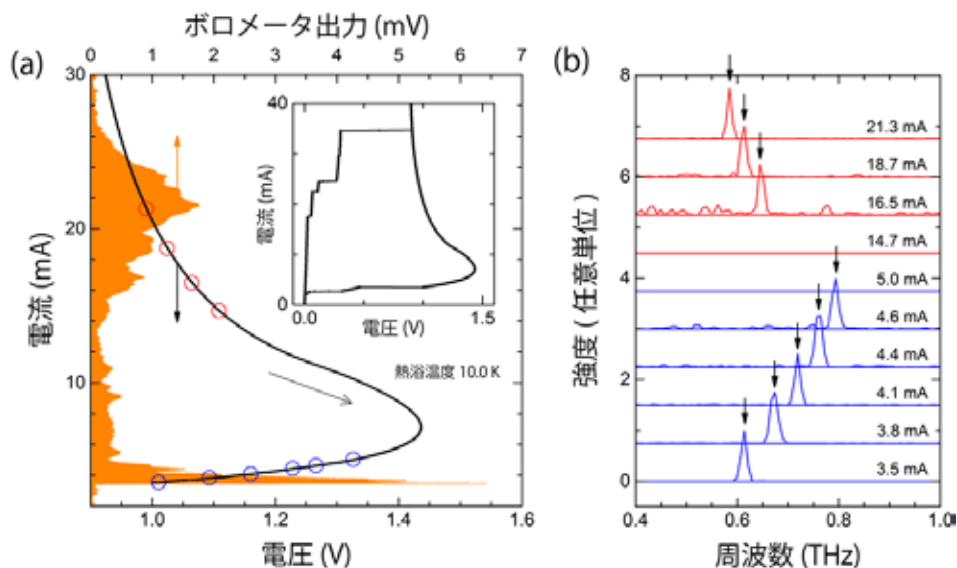 ボロメータ出力 (mV)
0 1 2 3 4 5 6 7
(a)
電流 (mA)
30
20
10
1.0 1.2 1.4 1.6
電圧 (V)
40
電流 (mA)
0
0.0 1.5
電圧 (V)
熱浴温度 10.0 K
(b)
強度 ( 任意単位 )
8
6
4
2
0
21.3 mA
18.7 mA
16.5 mA
14.7 mA
5.0 mA
4.6 mA
4.4 mA
4.1 mA
3.8 mA
3.5 mA
0.4 0.6 0.8 1.0
周波数 (THz)